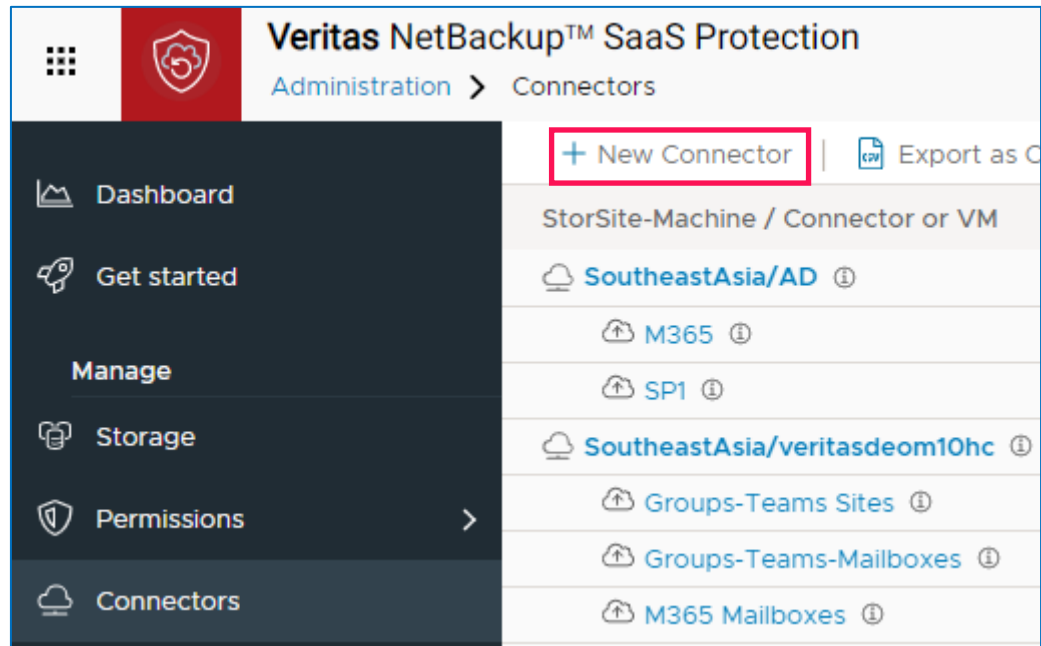 Veritas NetBackup™ SaaS Protection
Administration > Connectors
+ New Connector | Export as C
StorSite-Machine / Connector or VM
Dashboard
Get started
Manage
Storage
Permissions >
Connectors
SoutheastAsia/AD
M365
SP1
SoutheastAsia/veritasdeom10hc
Groups-Teams Sites
Groups-Teams-Mailboxes
M365 Mailboxes